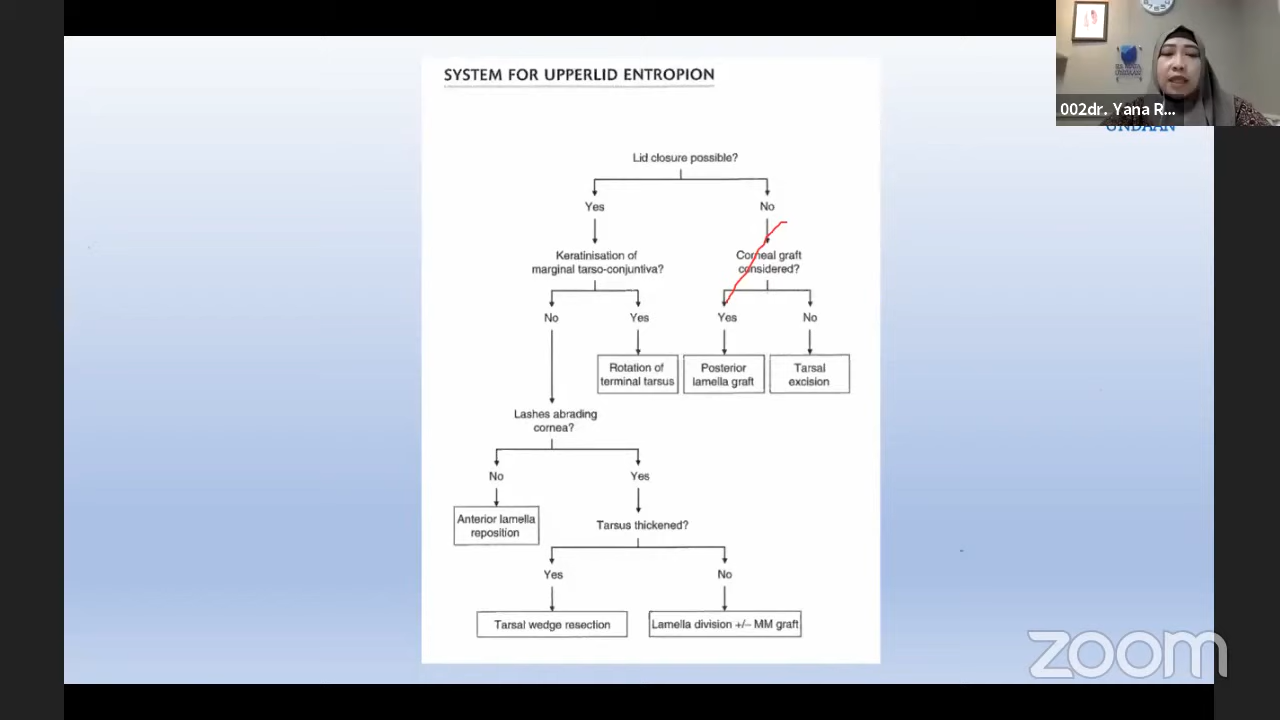 SYSTEM FOR UPPERLID ENTROPION
002dr. Yana R...
UNDAAN
Lid closure possible?
Yes
No
Keratinisation of
marginal tarso-conjuntiva?
Corneal graft
considered?
No
Yes
Yes
No
Rotation of
terminal tarsus
Posterior
lamella graft
Tarsal
excision
Lashes abrading
cornea?
No
Yes
Anterior lamella
reposition
Tarsus thickened?
Yes
No
Tarsal wedge resection
Lamella division +/– MM graft
zoom